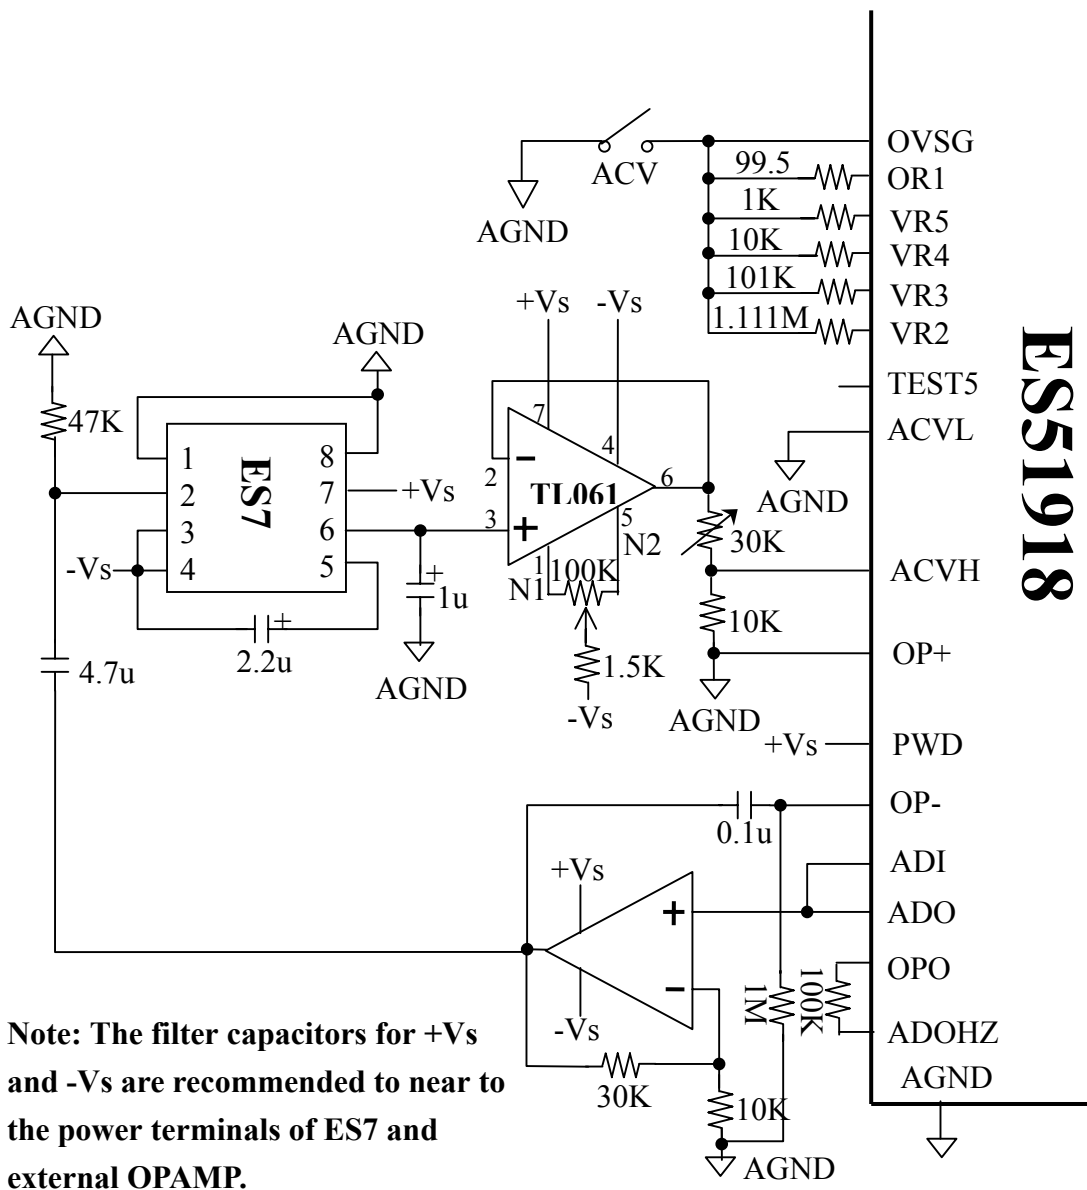 OVSG
ACV
99.5
OR1
AGND
1K
VR5
10K
VR4
101K
VR3
+Vs
-Vs
1.111M
VR2
AGND
AGND
ES51918
TEST5
47K
ACVL
7
4
1
8
ES7
2
6
AGND
2
7
+Vs
-
TL061
3
6
3
+
5
N2
30K
-Vs
4
5
1
100K
ACVH
N1
+
1u
10K
+
2.2u
4.7u
AGND
1.5K
OP+
-Vs
AGND
+Vs
PWD
OP-
0.1u
+Vs
ADI
+
ADO
OPO
-
1M
100K
-Vs
ADOHZ
30K
10K
AGND
AGND
Note: The filter capacitors for +Vs
and -Vs are recommended to near to
the power terminals of ES7 and
external OPAMP.